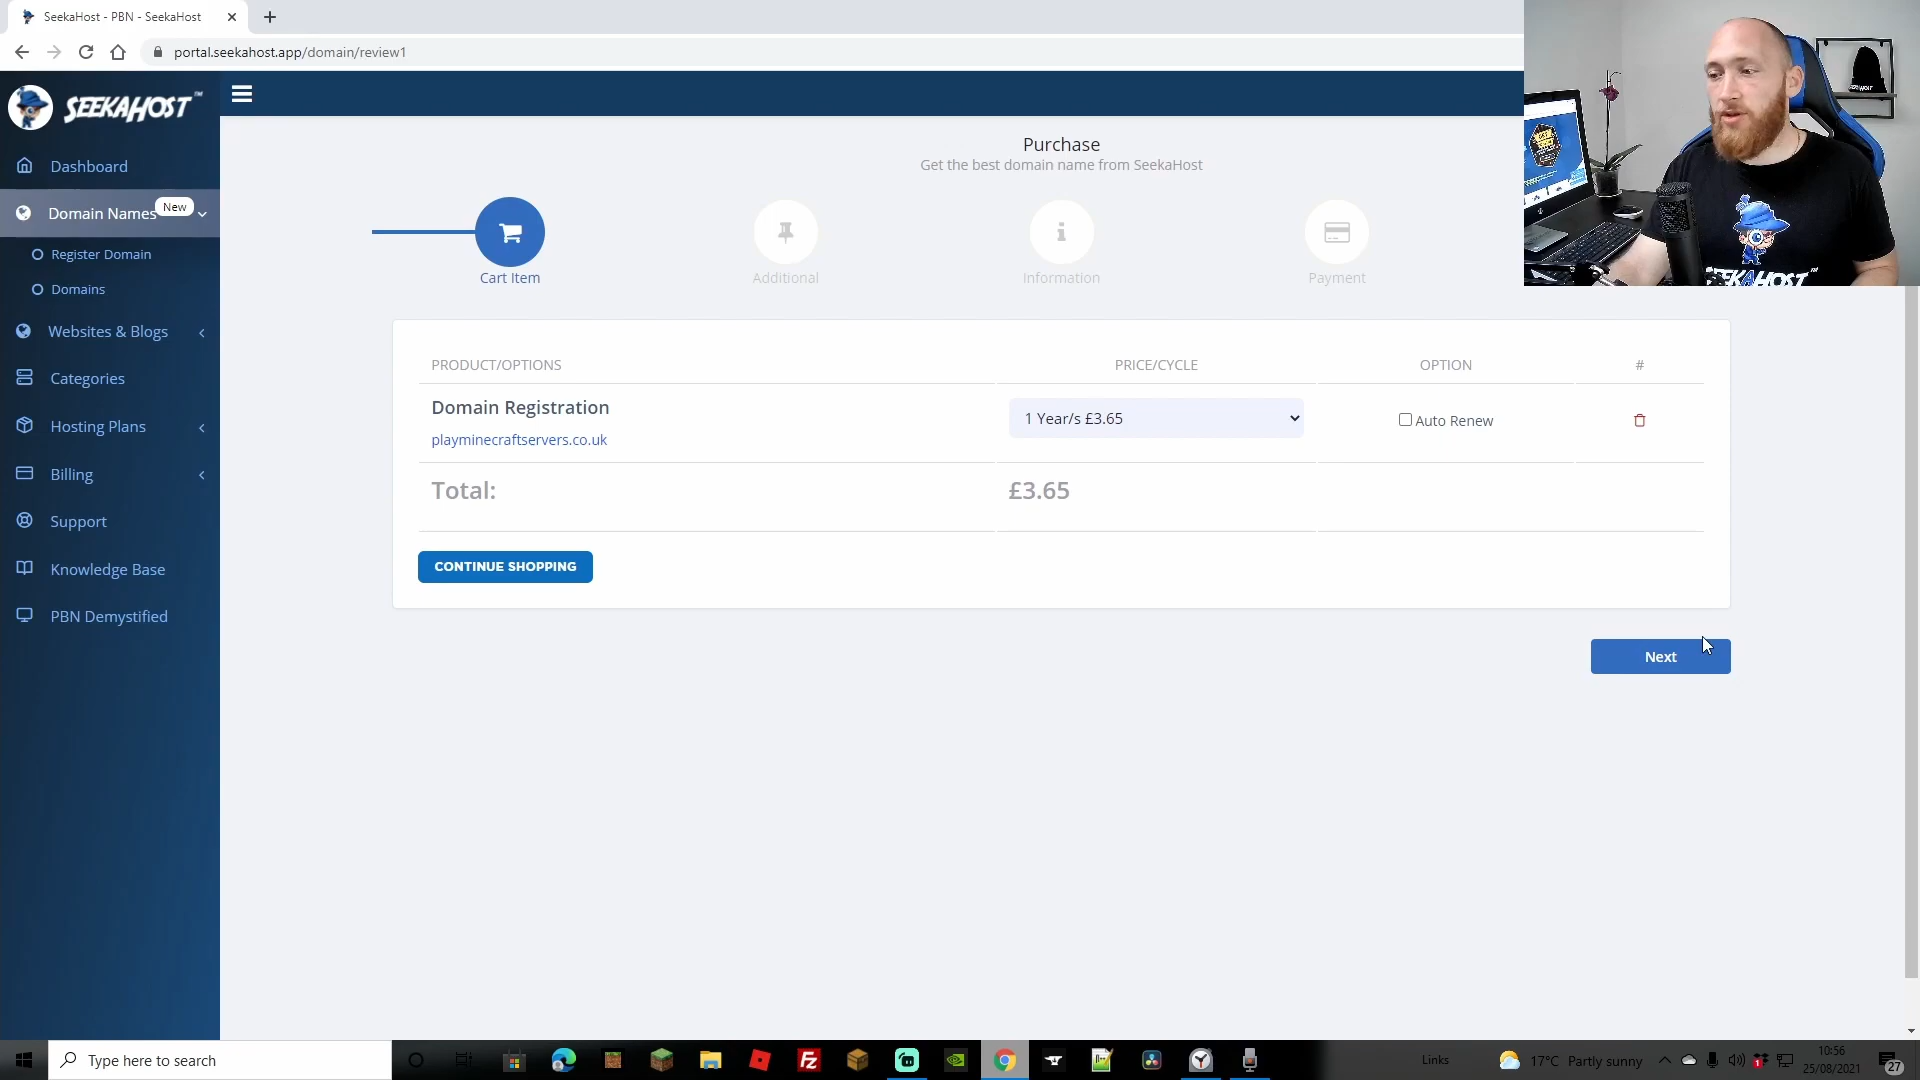 SeekaHost - PBN - SeekaHost
portal.seekahost.app/domain/review1
SEEKAHOST™
Dashboard
Domain Names
New
Register Domain
Domains
Websites & Blogs
Categories
Hosting Plans
Billing
Support
Knowledge Base
PBN Demystified
Purchase
Get the best domain name from SeekaHost
Cart Item
Additional
Information
Payment
PRODUCT/OPTIONS PRICE/CYCLE OPTION #
Domain Registration
playminecraftservers.co.uk
1 Year/s £3.65
Auto Renew
Total: £3.65
CONTINUE SHOPPING
Next
SEEKAHOST™
Type here to search
Links
17°C Partly sunny
10:56
25/08/2021
27